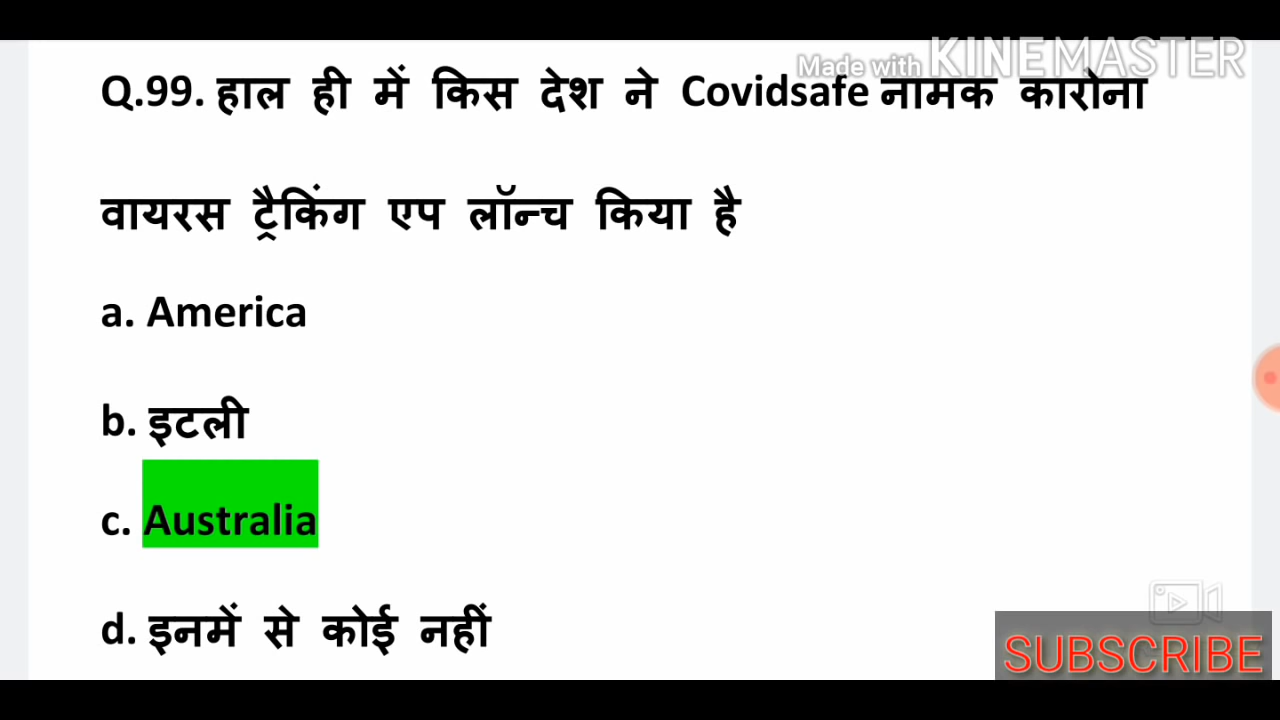 Made with KINEMASTER
Q.99. हाल ही में किस देश ने Covidsafe नामक कारोना
वायरस ट्रैकिंग एप लॉन्च किया है
a. America
b. इटली
c. Australia
d. इनमें से कोई नहीं
SUBSCRIBE